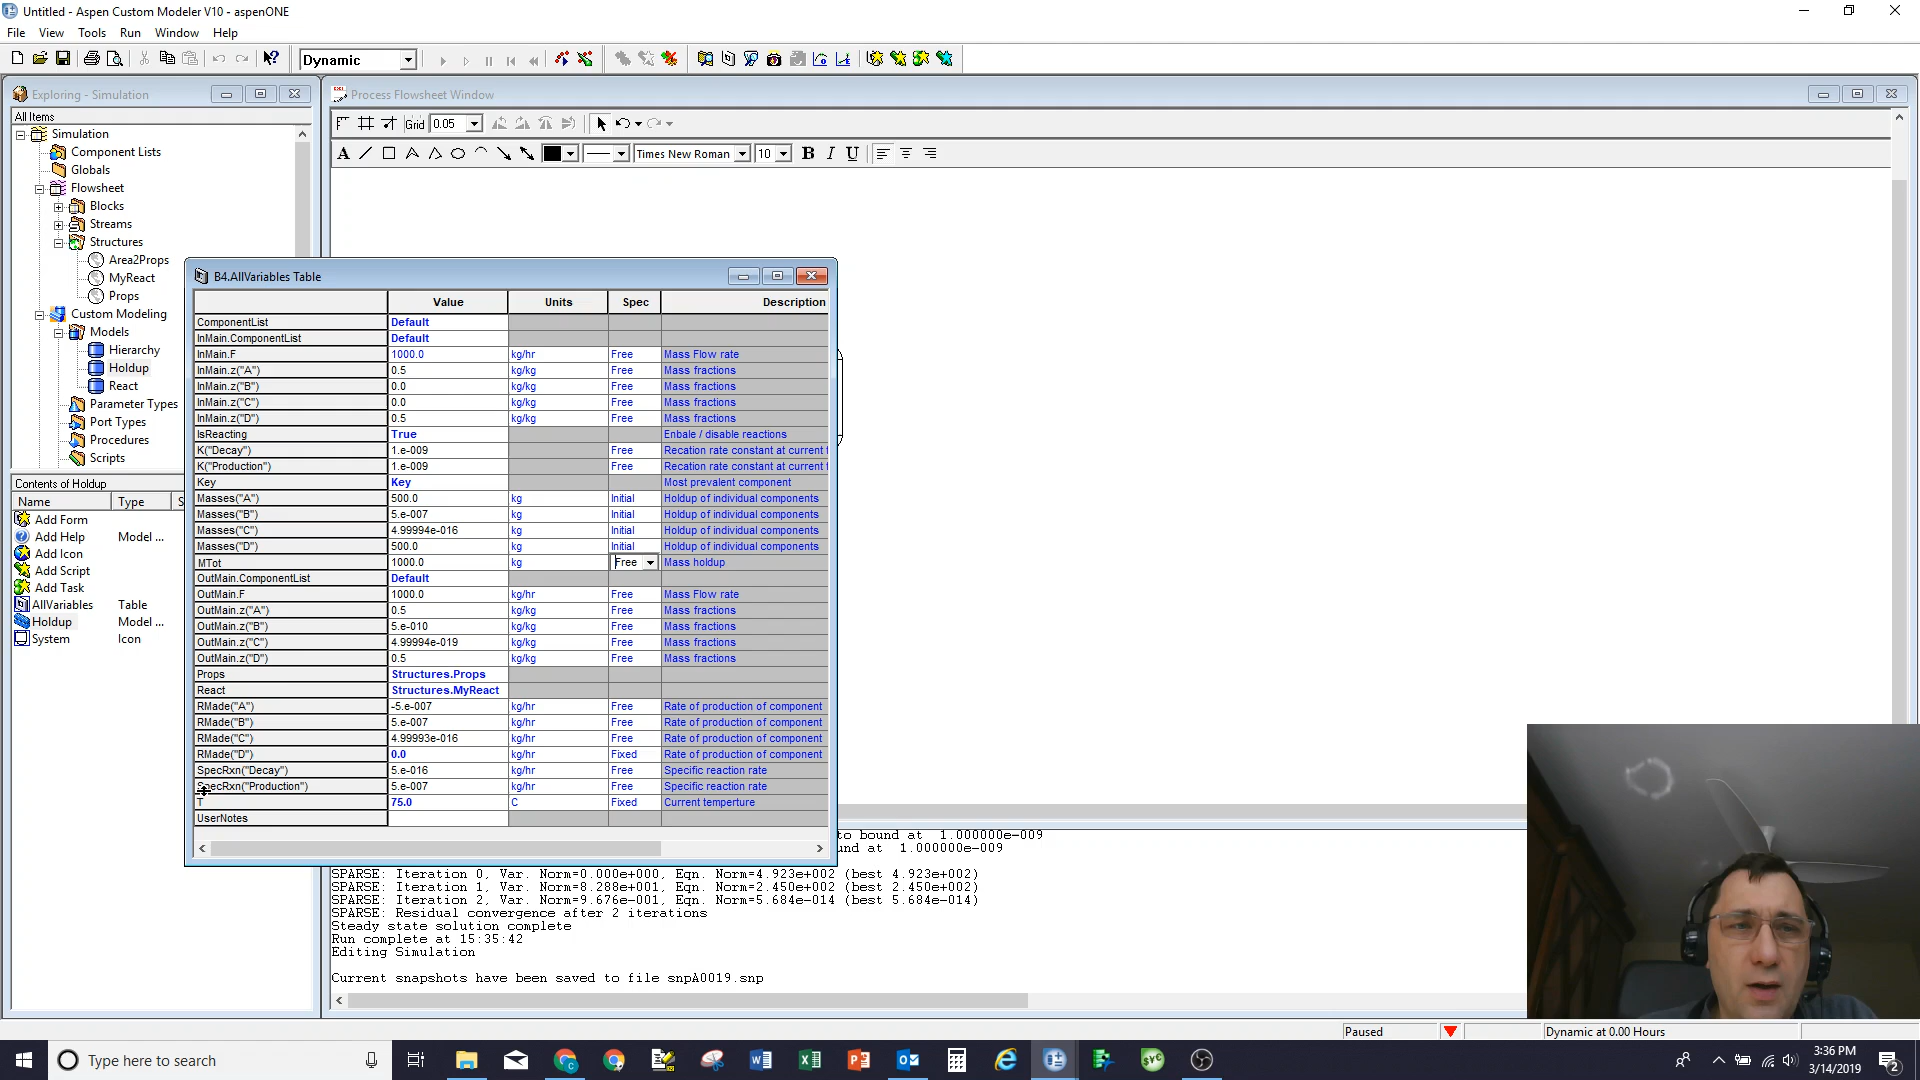 Untitled - Aspen Custom Modeler V10 - aspenONE
File View Tools Run Window Help
Dynamic
Exploring - Simulation
All Items
Simulation
Component Lists
Globals
Flowsheet
Blocks
Streams
Structures
Area2Props
MyReact
Props
Custom Modeling
Models
Hierarchy
Holdup
React
Parameter Types
Port Types
Procedures
Scripts
Contents of Holdup
Name Type S
Add Form
Add Help Model ...
Add Icon
Add Script
Add Task
AllVariables Table
Holdup Model ...
System Icon
Process Flowsheet Window
Grid 0.05
A Times New Roman 10 B I U
B4.AllVariables Table
Value Units Spec Description
ComponentList Default
InMain.ComponentList Default
InMain.F 1000.0 kg/hr Free Mass Flow rate
InMain.z("A") 0.5 kg/kg Free Mass fractions
InMain.z("B") 0.0 kg/kg Free Mass fractions
InMain.z("C") 0.0 kg/kg Free Mass fractions
InMain.z("D") 0.5 kg/kg Free Mass fractions
IsReacting True Enbale / disable reactions
K("Decay") 1.e-009 Free Recation rate constant at current
K("Production") 1.e-009 Free Recation rate constant at current
Key Key Most prevalent component
Masses("A") 500.0 kg Initial Holdup of individual components
Masses("B") 5.e-007 kg Initial Holdup of individual components
Masses("C") 4.99994e-016 kg Initial Holdup of individual components
Masses("D") 500.0 kg Initial Holdup of individual components
MTot 1000.0 kg Free Mass holdup
OutMain.ComponentList Default
OutMain.F 1000.0 kg/hr Free Mass Flow rate
OutMain.z("A") 0.5 kg/kg Free Mass fractions
OutMain.z("B") 5.e-010 kg/kg Free Mass fractions
OutMain.z("C") 4.99994e-019 kg/kg Free Mass fractions
OutMain.z("D") 0.5 kg/kg Free Mass fractions
Props Structures.Props
React Structures.MyReact
RMade("A") -5.e-007 kg/hr Free Rate of production of component
RMade("B") 5.e-007 kg/hr Free Rate of production of component
RMade("C") 4.99993e-016 kg/hr Free Rate of production of component
RMade("D") 0.0 kg/hr Fixed Rate of production of component
SpecRxn("Decay") 5.e-016 kg/hr Free Specific reaction rate
SpecRxn("Production") 5.e-007 kg/hr Free Specific reaction rate
T 75.0 C Fixed Current temperture
UserNotes
to bound at 1.000000e-009
und at 1.000000e-009
SPARSE: Iteration 0, Var. Norm=0.000e+000, Eqn. Norm=4.923e+002 (best 4.923e+002)
SPARSE: Iteration 1, Var. Norm=8.288e+001, Eqn. Norm=2.450e+002 (best 2.450e+002)
SPARSE: Iteration 2, Var. Norm=9.676e-001, Eqn. Norm=5.684e-014 (best 5.684e-014)
SPARSE: Residual convergence after 2 iterations
Steady state solution complete
Run complete at 15:35:42
Editing Simulation
Current snapshots have been saved to file snpA0019.snp
Paused Dynamic at 0.00 Hours
Type here to search
3:36 PM
3/14/2019
2